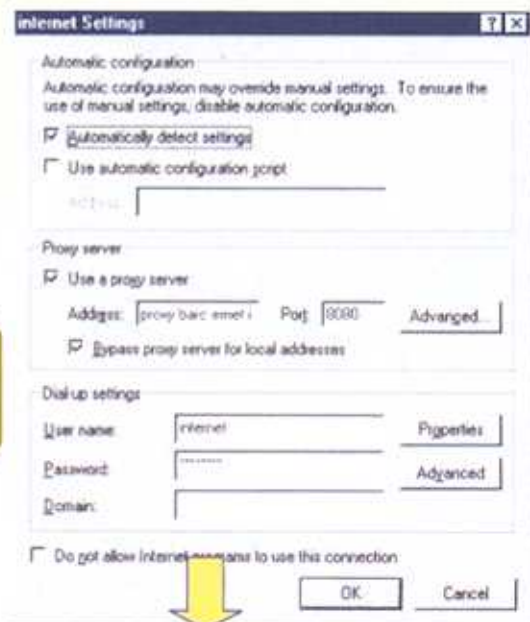 internet Settings
Automatic configuration
Automatic configuration may override manual settings. To ensure the
use of manual settings, disable automatic configuration.
Automatically detect settings
Use automatic configuration script
Proxy server
Use a proxy server
Address: proxy barc Port: 8080 Advanced...
Bypass proxy server for local addresses
Dial-up settings
User name: internet Properties
Password: ******** Advanced
Domain:
Do not allow Internet programs to use this connection
OK Cancel